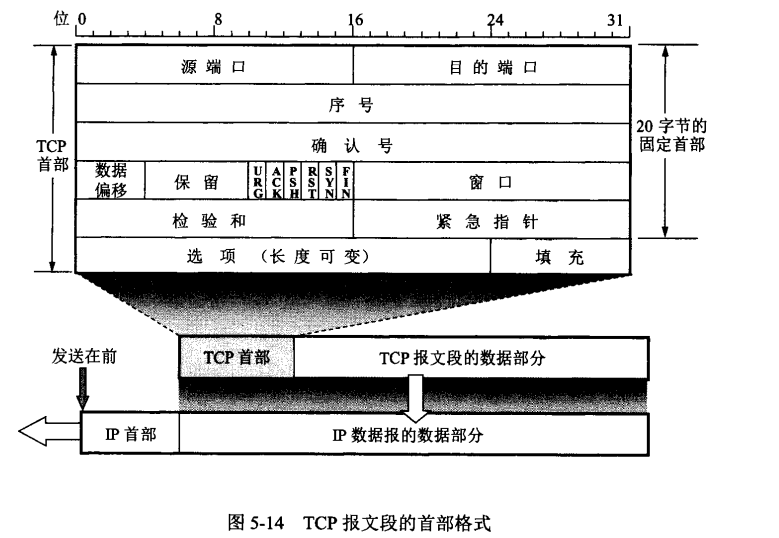 位 0 8 16 24 31
源端口 目的端口
序号
确认号
TCP
首部
20 字节的
固定首部
数据
偏移
保留
URG
ACK
PSH
RST
SYN
FIN
窗口
检验和 紧急指针
选项 (长度可变) 填充
发送在前
TCP 首部 TCP 报文段的数据部分
IP 首部 IP 数据报的数据部分
图 5-14 TCP 报文段的首部格式